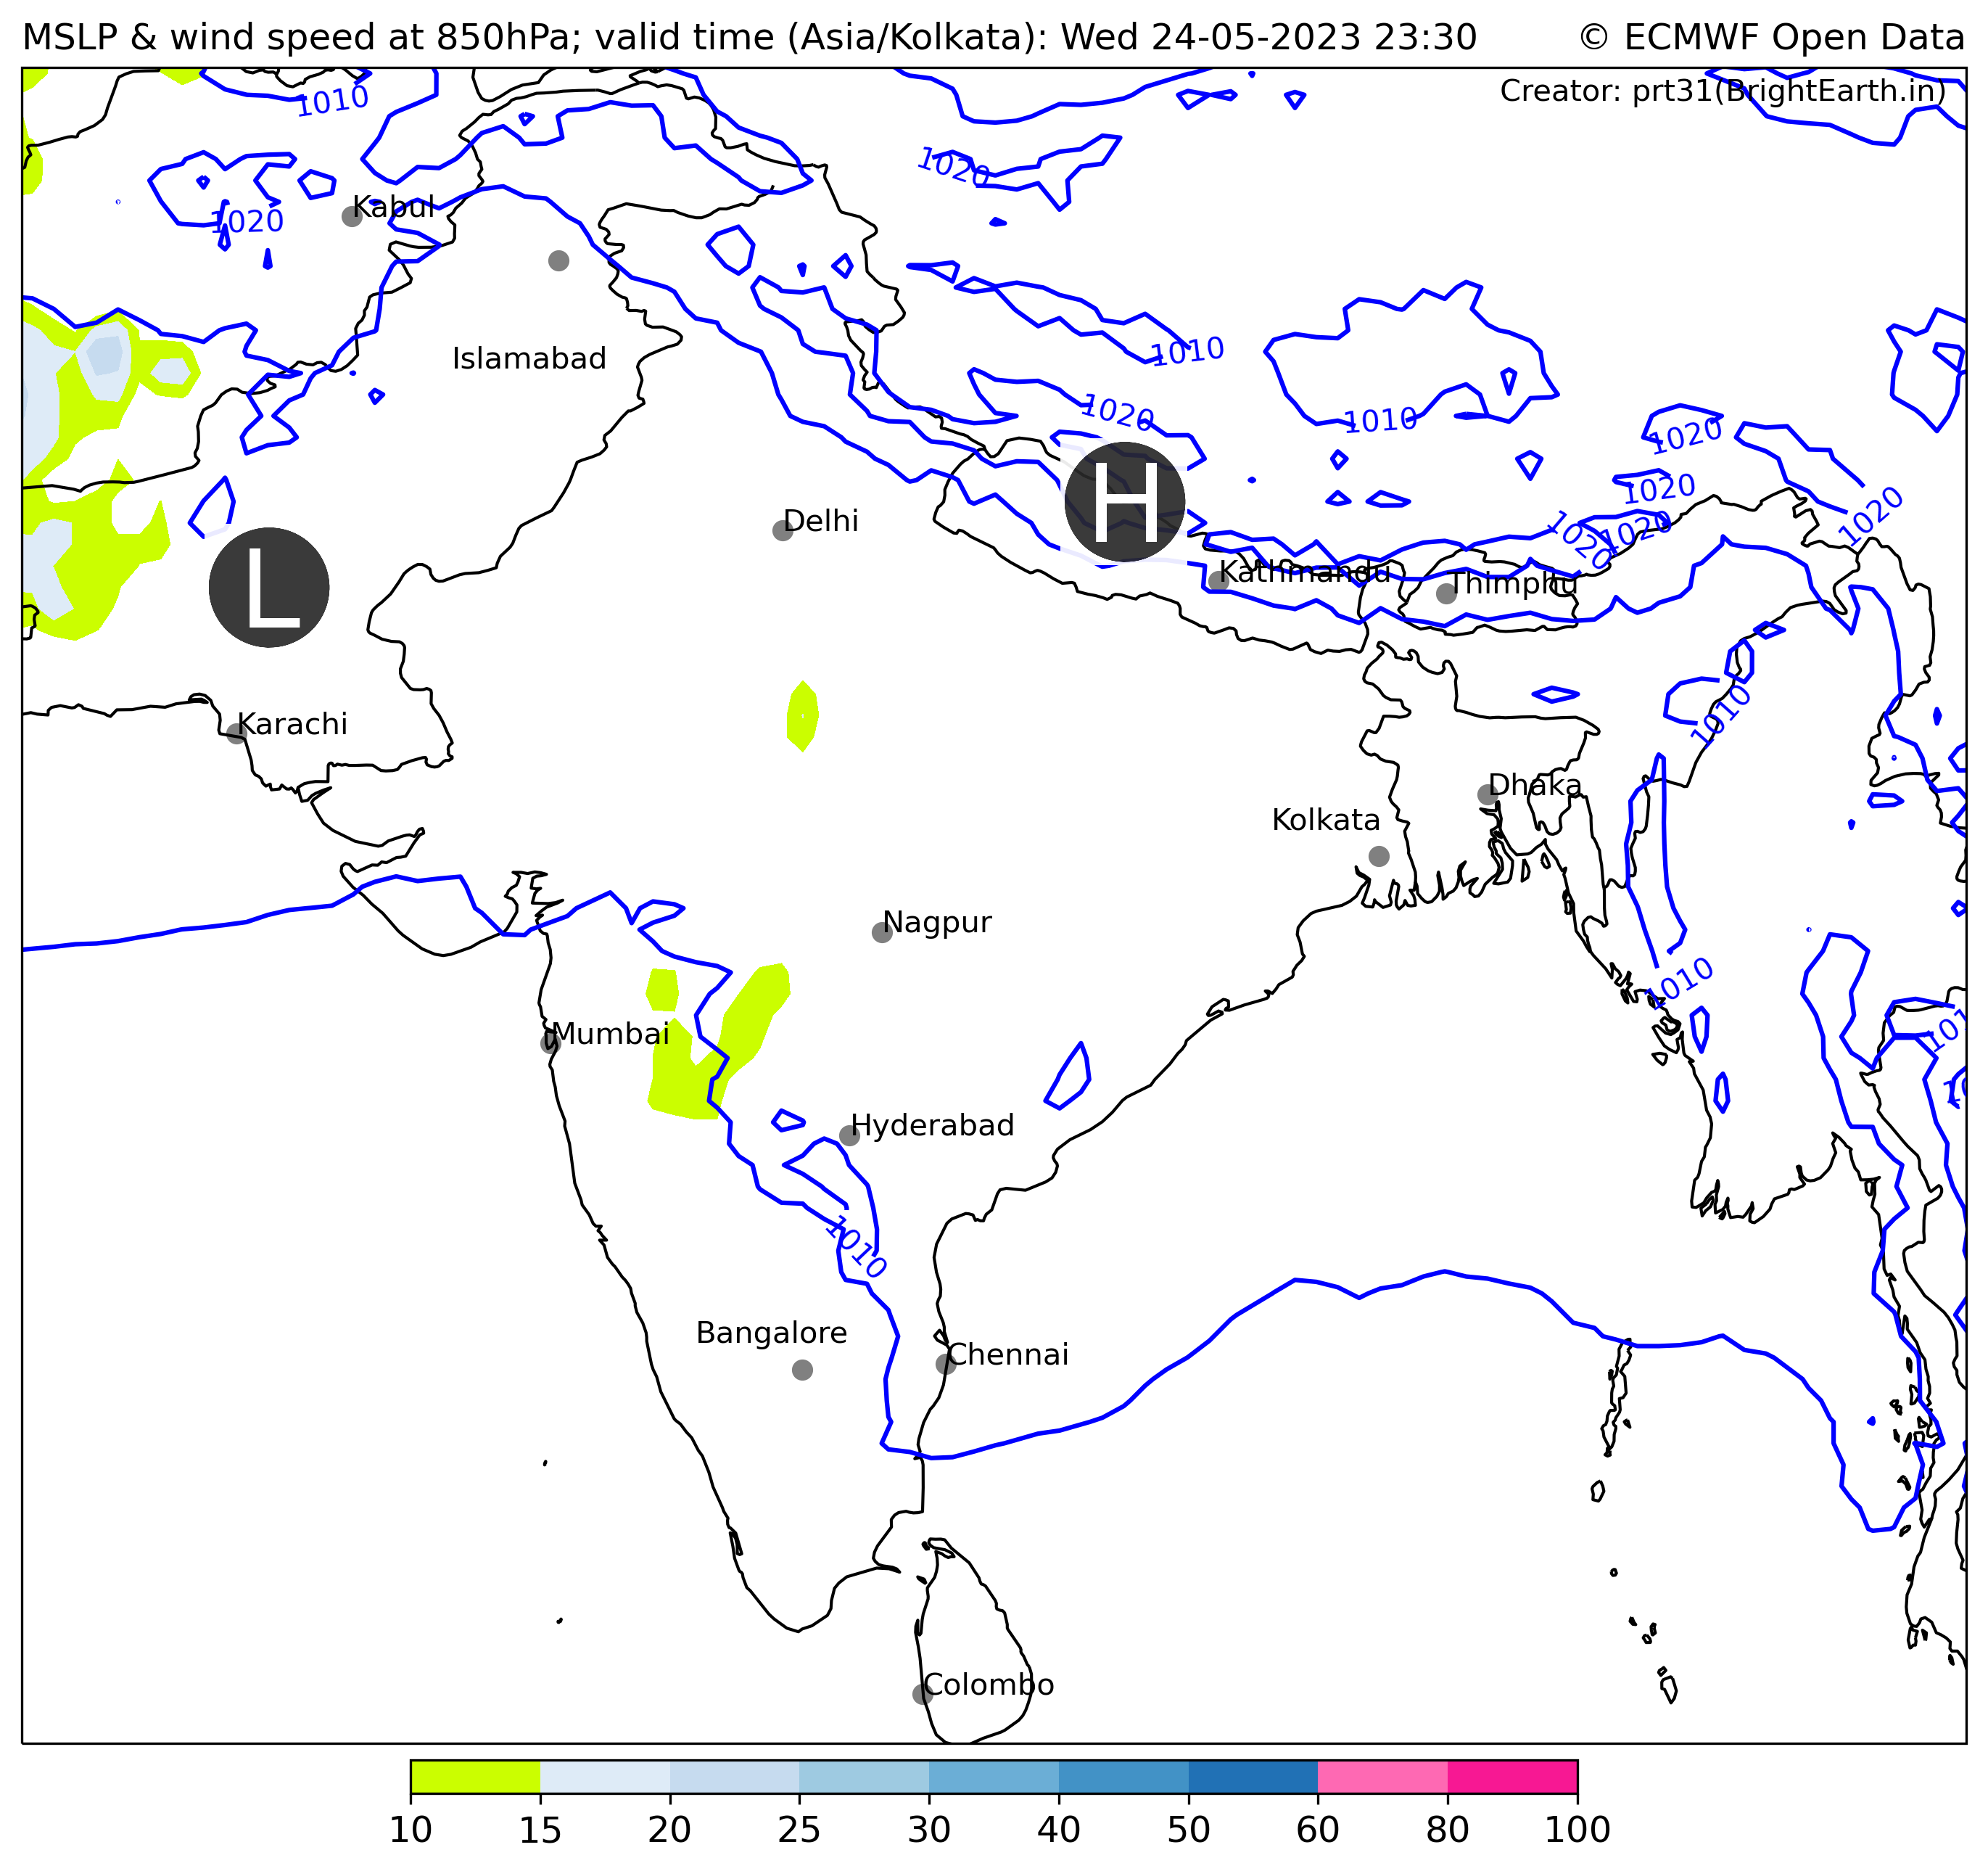 MSLP & wind speed at 850hPa; valid time (Asia/Kolkata): Wed 24-05-2023 23:30 © ECMWF Open Data
Creator: prt31(BrightEarth.in)
1010
1020
1020
Kabul
Islamabad
1010
1020
1010
1020
1020
1020
1020
1020
H
Delhi
L
Kathmandu
Thimphu
1010
Karachi
Dhaka
Kolkata
Nagpur
1010
Mumbai
Hyderabad
1010
Bangalore
Chennai
Colombo
10 15 20 25 30 40 50 60 80 100